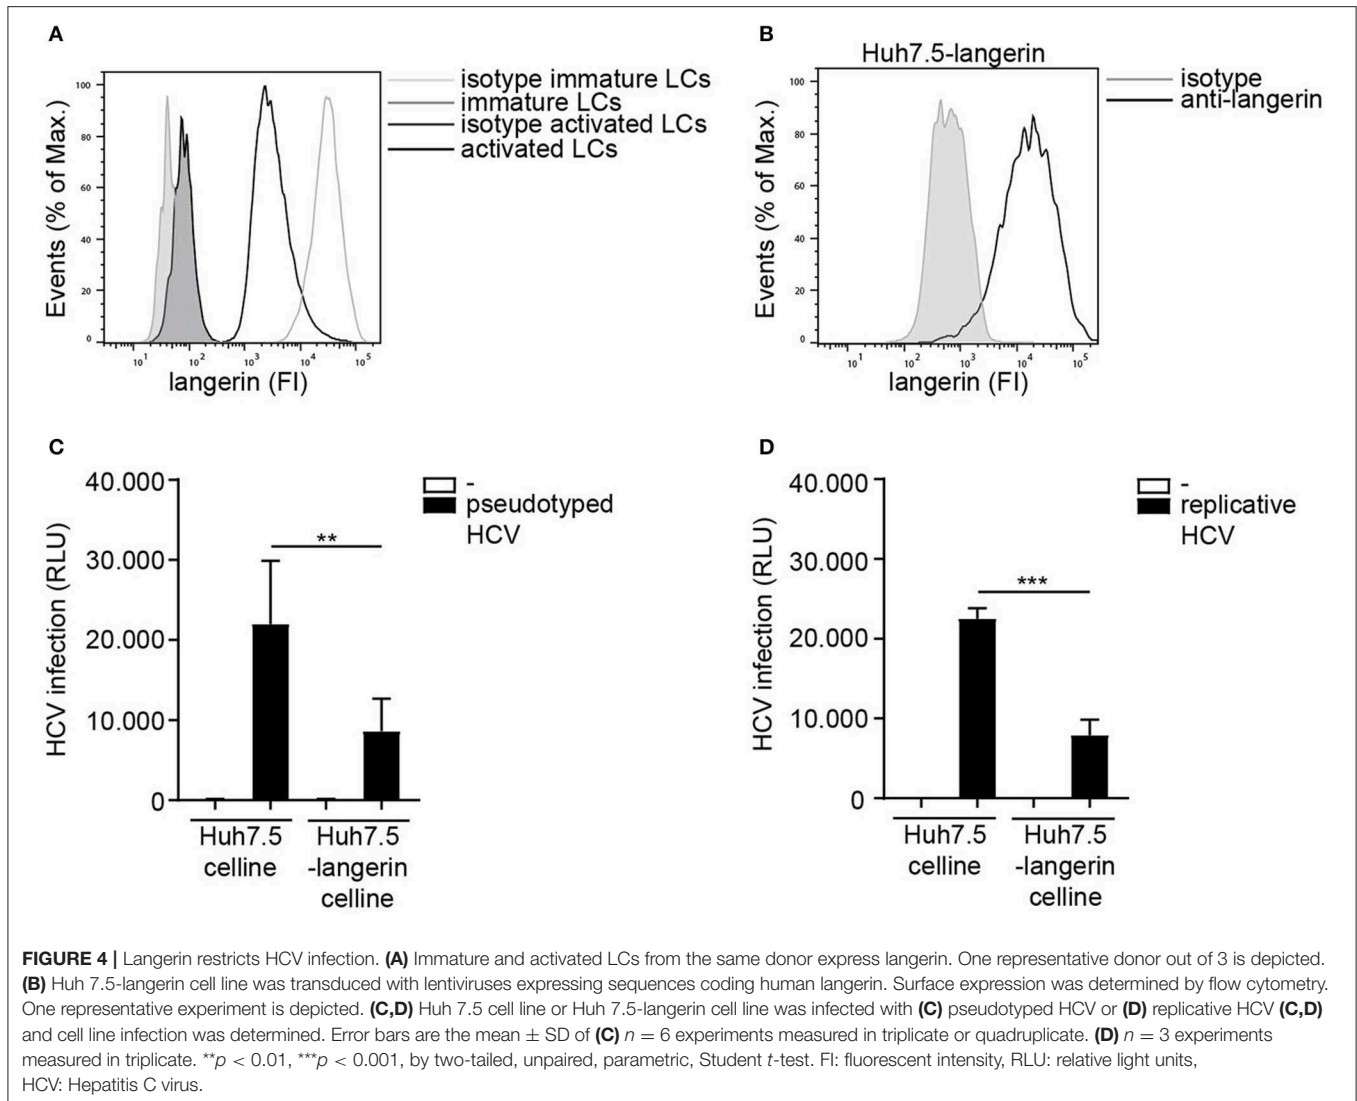 A
Events (% of Max.)
100
80
60
40
20
0
10^1 10^2 10^3 10^4 10^5
langerin (FI)
isotype immature LCs
immature LCs
isotype activated LCs
activated LCs
B
Huh7.5-langerin
Events (% of Max.)
100
80
60
40
20
0
10^1 10^2 10^3 10^4 10^5
langerin (FI)
isotype
anti-langerin
C
HCV infection (RLU)
40.000
30.000
20.000
10.000
0
**
-
pseudotyped
HCV
Huh7.5
celline
Huh7.5
-langerin
celline
D
HCV infection (RLU)
40.000
30.000
20.000
10.000
0
***
-
replicative
HCV
Huh7.5
celline
Huh7.5
-langerin
celline
FIGURE 4 | Langerin restricts HCV infection. (A) Immature and activated LCs from the same donor express langerin. One representative donor out of 3 is depicted.
(B) Huh 7.5-langerin cell line was transduced with lentiviruses expressing sequences coding human langerin. Surface expression was determined by flow cytometry.
One representative experiment is depicted. (C,D) Huh 7.5 cell line or Huh 7.5-langerin cell line was infected with (C) pseudotyped HCV or (D) replicative HCV (C,D)
and cell line infection was determined. Error bars are the mean ± SD of (C) n = 6 experiments measured in triplicate or quadruplicate. (D) n = 3 experiments
measured in triplicate. **p < 0.01, ***p < 0.001, by two-tailed, unpaired, parametric, Student t-test. FI: fluorescent intensity, RLU: relative light units,
HCV: Hepatitis C virus.